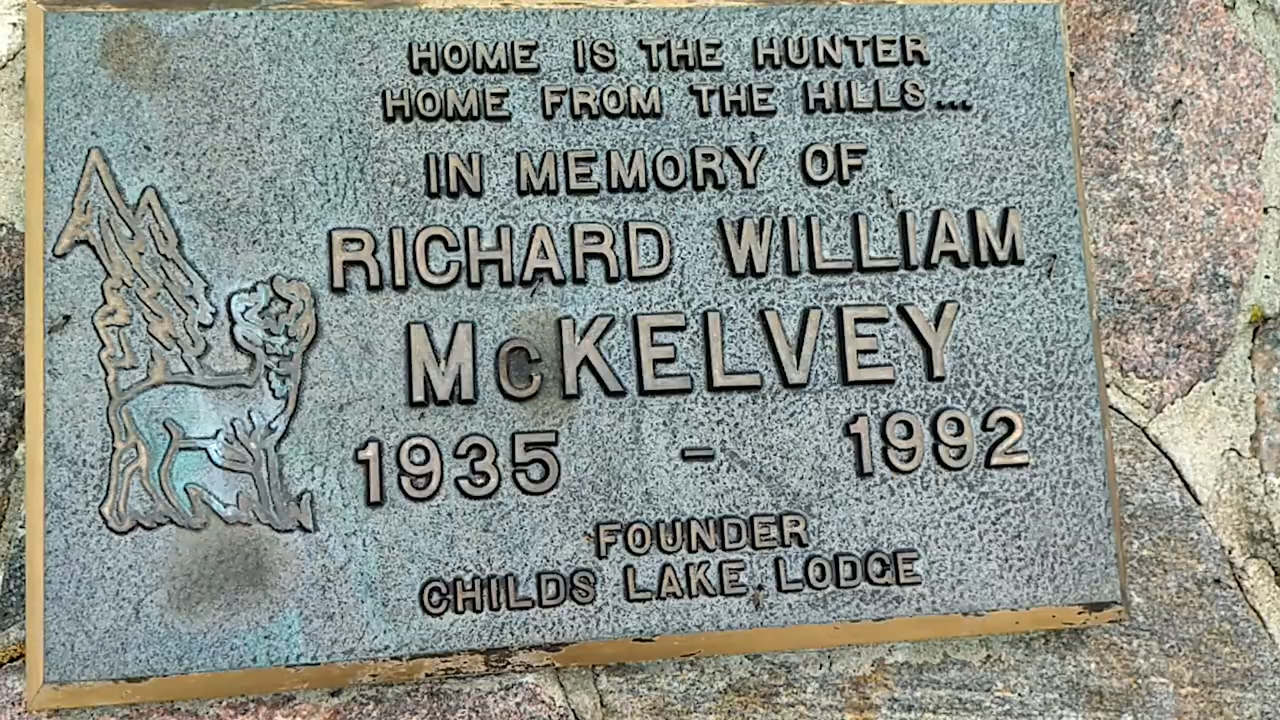 HOME IS THE HUNTER
HOME FROM THE HILLS...
IN MEMORY OF
RICHARD WILLIAM
McKELVEY
1935 - 1992
FOUNDER
CHILDS LAKE LODGE